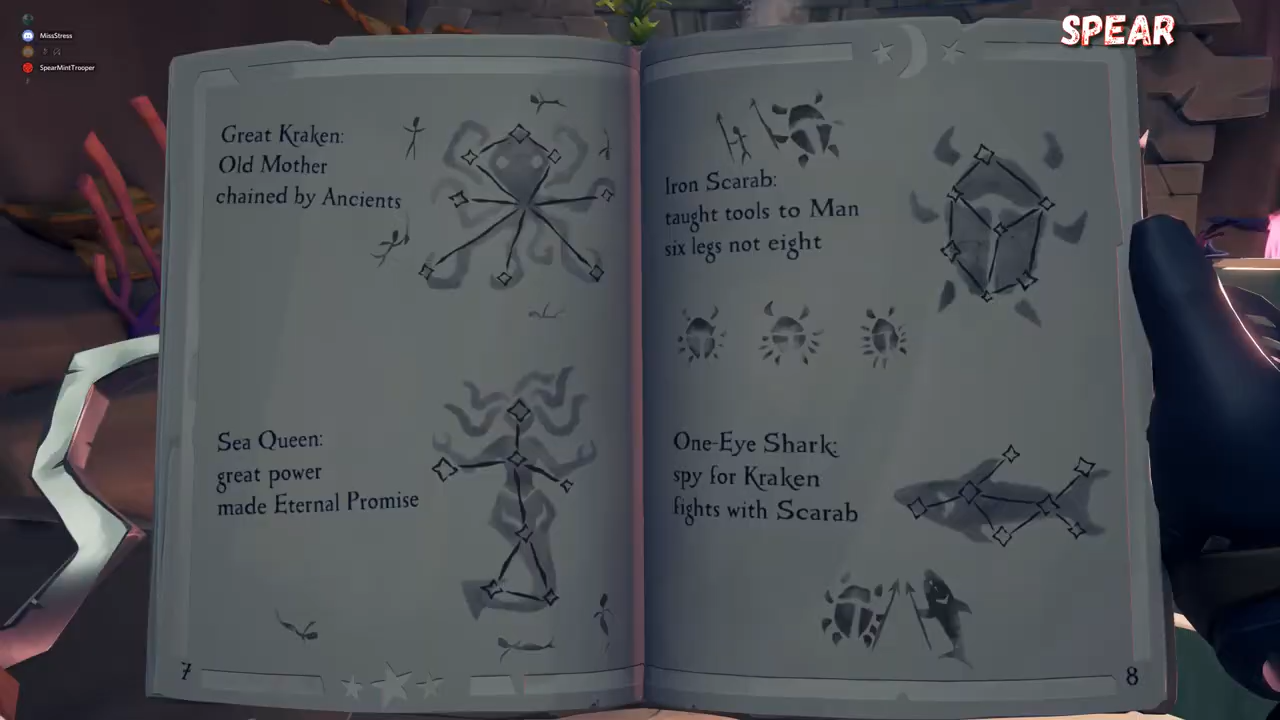 MissStress
SpearMintTrooper
SPEAR
Great Kraken:
Old Mother
chained by Ancients
Sea Queen:
great power
made Eternal Promise
7
Iron Scarab:
taught tools to Man
six legs not eight
One-Eye Shark:
spy for Kraken
fights with Scarab
8